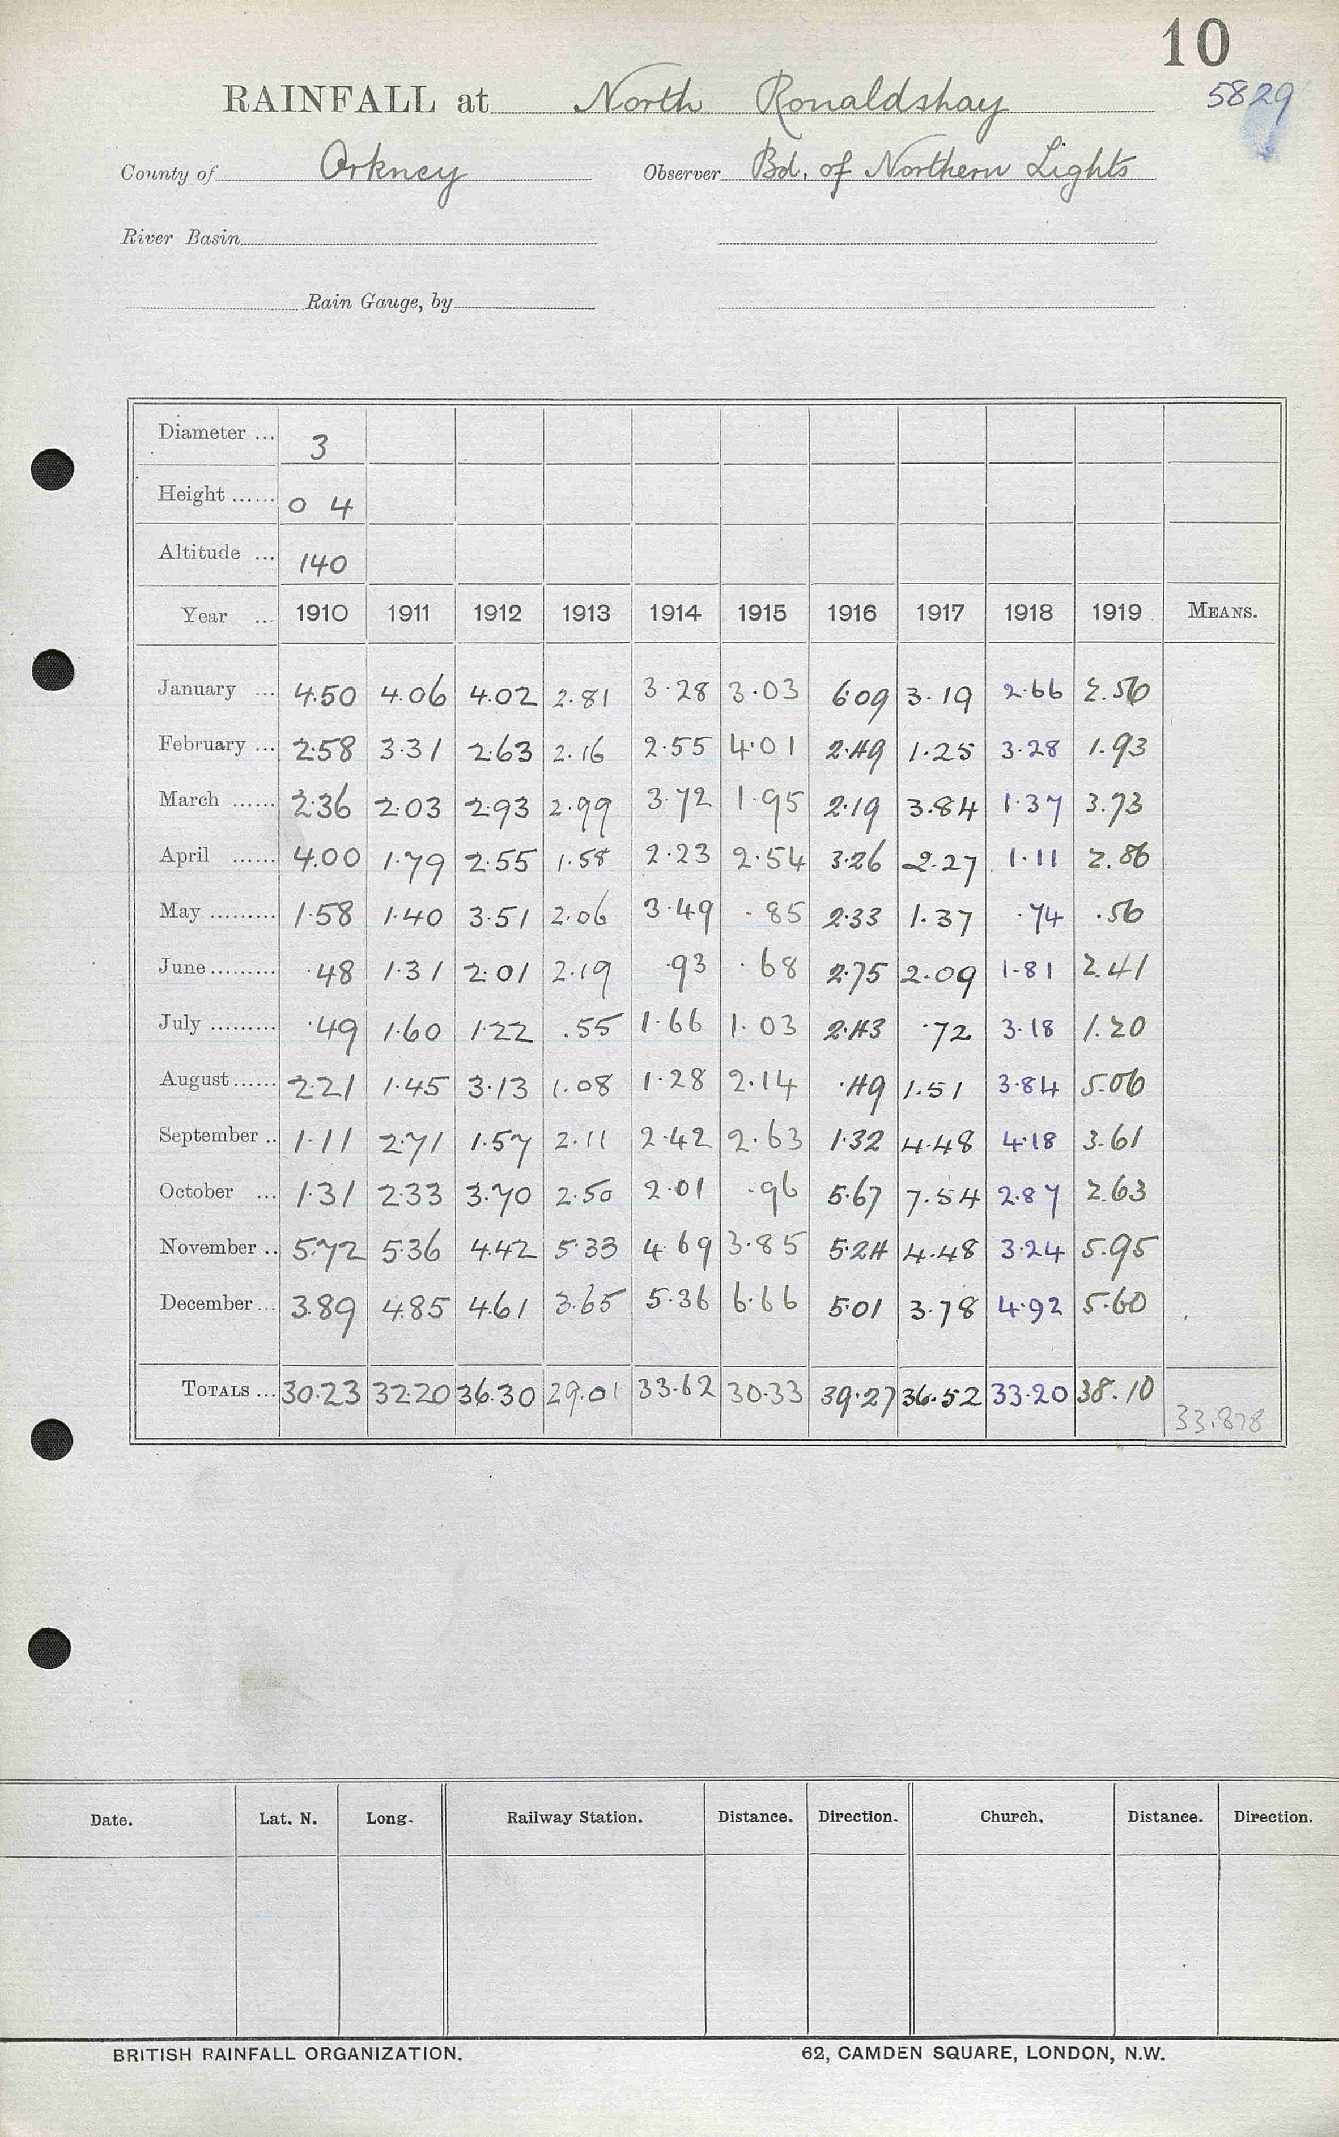 10
RAINFALL at North Ronaldshay 5829
County of Orkney Observer Bd. of Northern Lights
River Basin
Rain Gauge, by
Diameter ... 3
Height ...... 0 4
Altitude ... 140
Year ... 1910 1911 1912 1913 1914 1915 1916 1917 1918 1919 MEANS.
January ... 4.50 4.06 4.02 2.81 3.28 3.03 6.09 3.19 2.66 2.56
February ... 2.58 3.31 2.63 2.16 2.55 4.01 2.49 1.25 3.28 1.93
March ...... 2.36 2.03 2.93 2.99 3.72 1.95 2.19 3.84 1.37 3.73
April ...... 4.00 1.79 2.55 1.58 2.23 2.54 3.26 2.27 1.11 2.86
May ......... 1.58 1.40 3.51 2.06 3.49 .85 2.33 1.37 .74 .56
June......... .48 1.31 2.01 2.19 .93 .68 2.75 2.09 1.81 2.41
July ......... .49 1.60 1.22 .55 1.66 1.03 2.43 .72 3.18 1.20
August...... 2.21 1.45 3.13 1.08 1.28 2.14 .49 1.51 3.84 5.06
September .. 1.11 2.71 1.57 2.11 2.42 2.63 1.32 4.48 4.18 3.61
October ... 1.31 2.33 3.70 2.50 2.01 .96 5.67 7.54 2.87 2.63
November .. 5.72 5.36 4.42 5.33 4.69 3.85 5.24 4.48 3.24 5.95
December... 3.89 4.85 4.61 3.65 5.36 6.66 5.01 3.78 4.92 5.60
TOTALS ... 30.23 32.20 36.30 29.01 33.62 30.33 39.27 36.52 33.20 38.10 33.878
Date. Lat. N. Long. Railway Station. Distance. Direction. Church. Distance. Direction.
BRITISH RAINFALL ORGANIZATION. 62, CAMDEN SQUARE, LONDON, N.W.